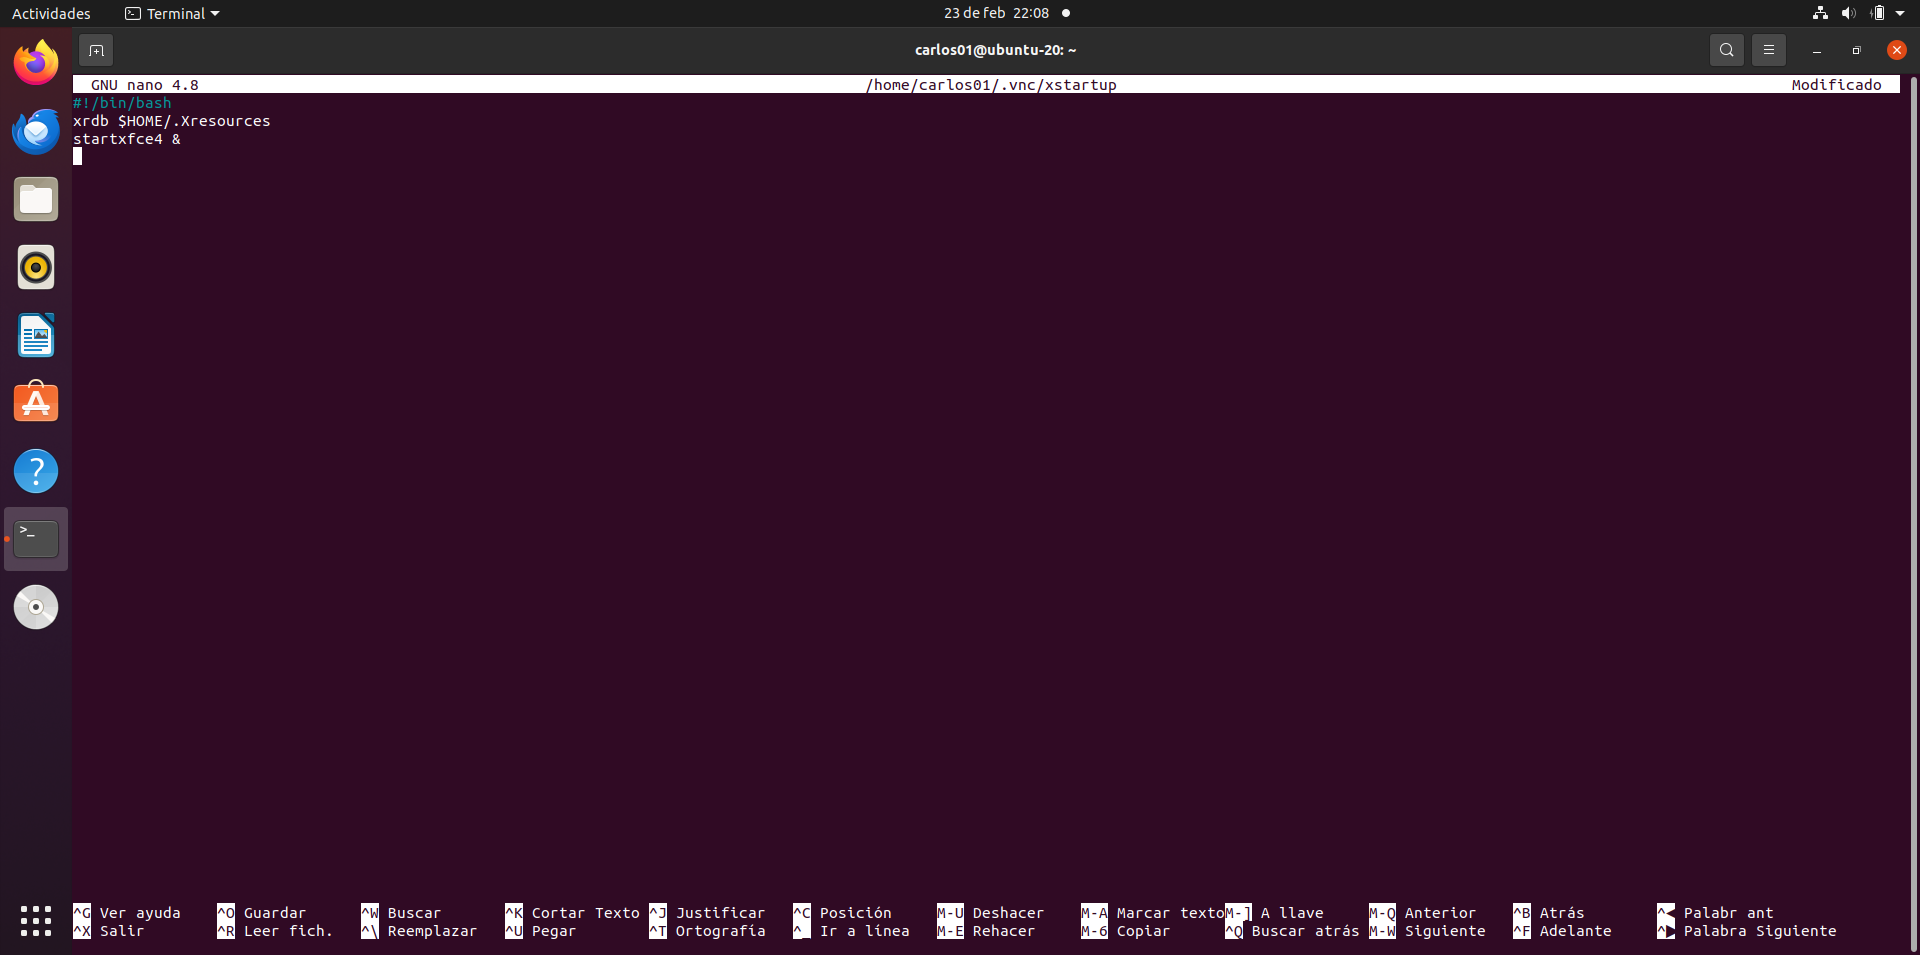 Actividades Terminal 23 de feb 22:08
carlos01@ubuntu-20: ~
GNU nano 4.8 /home/carlos01/.vnc/xstartup Modificado
#!/bin/bash
xrdb $HOME/.Xresources
startxfce4 &
^G Ver ayuda ^O Guardar ^W Buscar ^K Cortar Texto ^J Justificar ^C Posición M-U Deshacer M-A Marcar texto M-] A llave M-Q Anterior ^B Atrás ^◀ Palabr ant
^X Salir ^R Leer fich. ^\ Reemplazar ^U Pegar ^T Ortografía ^_ Ir a línea M-E Rehacer M-6 Copiar ^Q Buscar atrás M-W Siguiente ^F Adelante ^▶ Palabra Siguiente